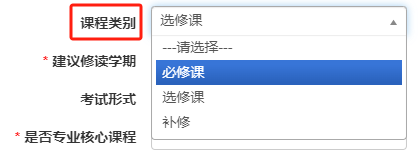 课程类别
选修课
---请选择---
* 建议修读学期
必修课
考试形式
选修课
补修
* 是否专业核心课程